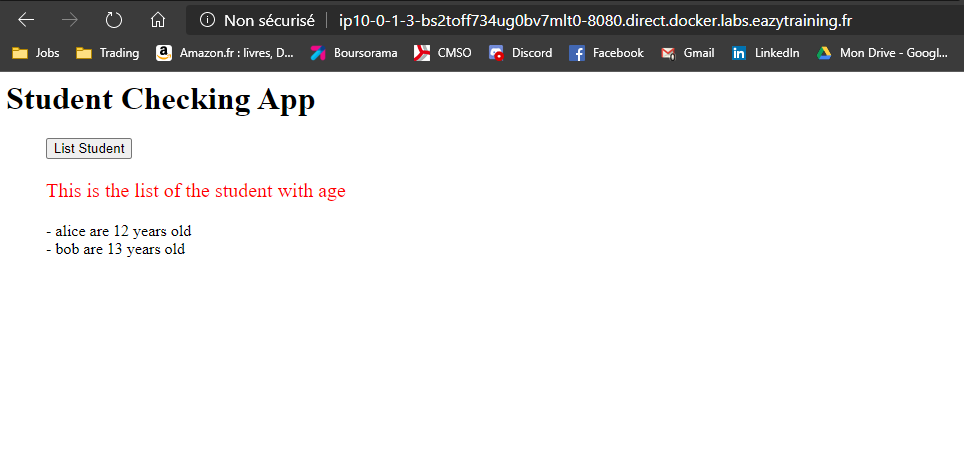 Non sécurisé ip10-0-1-3-bs2toff734ug0bv7mlt0-8080.direct.docker.labs.eazytraining.fr
Jobs Trading Amazon.fr : livres, D... Boursorama CMSO Discord Facebook Gmail LinkedIn Mon Drive - Googl...
Student Checking App
List Student
This is the list of the student with age
- alice are 12 years old
- bob are 13 years old